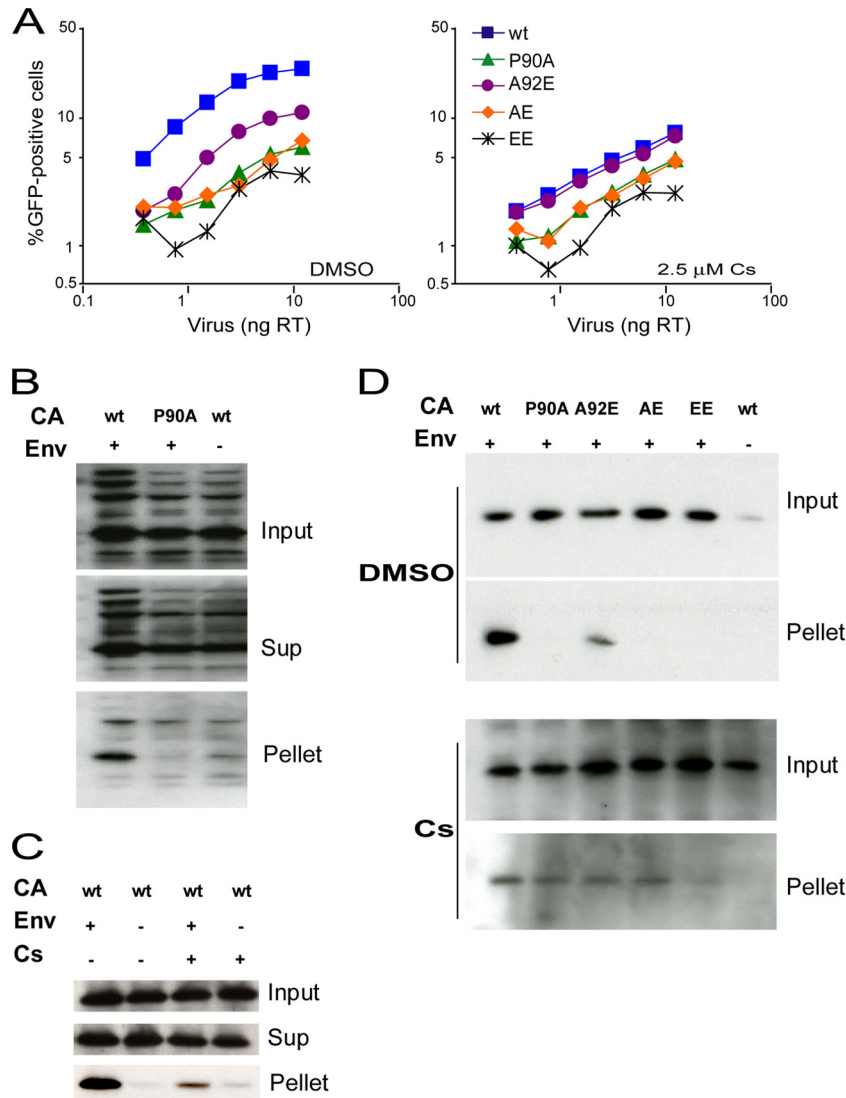 A
%GFP-positive cells
50
10
5
1
0.5
0.1
1
10
100
Virus (ng RT)
DMSO
50
10
5
1
0.5
1
10
100
Virus (ng RT)
2.5 μM Cs
wt
P90A
A92E
AE
EE
B
CA wt P90A wt
Env + + -
Input
Sup
Pellet
C
CA wt wt wt wt
Env + - + -
Cs - - + +
Input
Sup
Pellet
D
CA wt P90A A92E AE EE wt
Env + + + + + -
DMSO
Input
Pellet
Cs
Input
Pellet